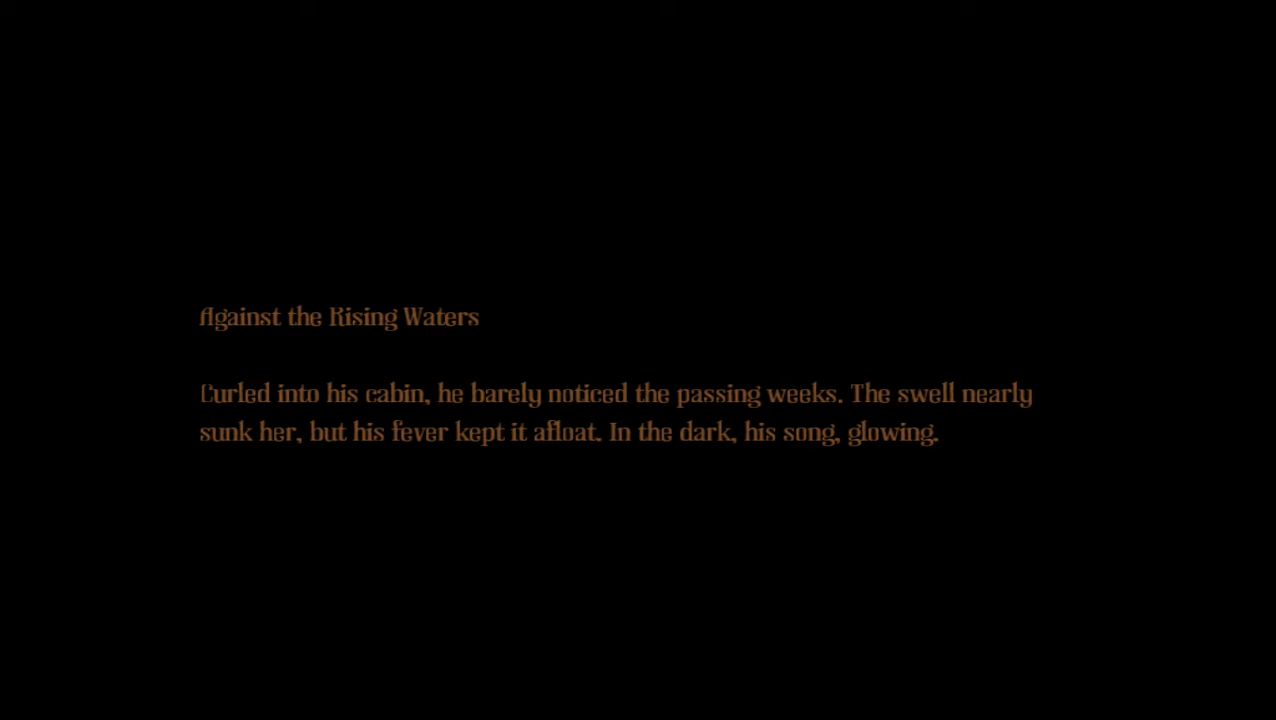 Against the Rising Waters
Curled into his cabin, he barely noticed the passing weeks. The swell nearly
sunk her, but his fever kept it afloat. In the dark, his song, glowing.